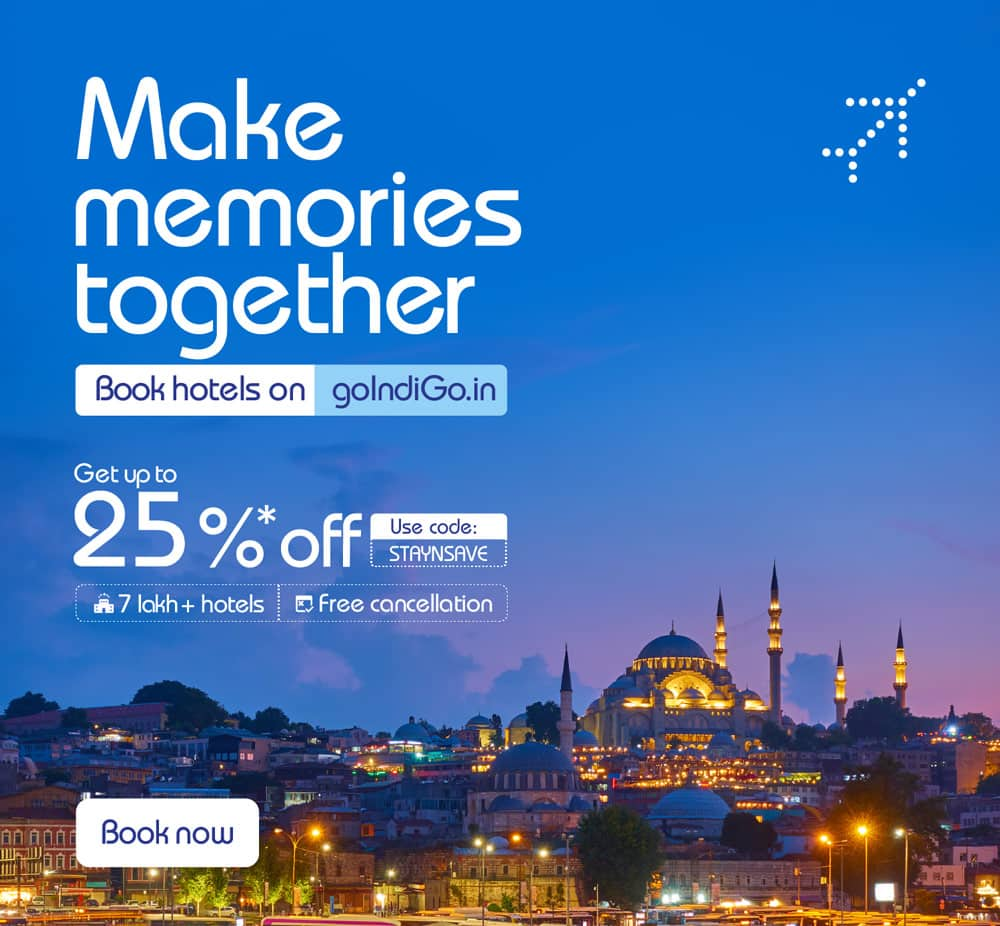 Make
memories
together
Book hotels on goIndiGo.in
Get up to
25%* off
Use code:
STAYNSAVE
7 lakh+ hotels
Free cancellation
Book now